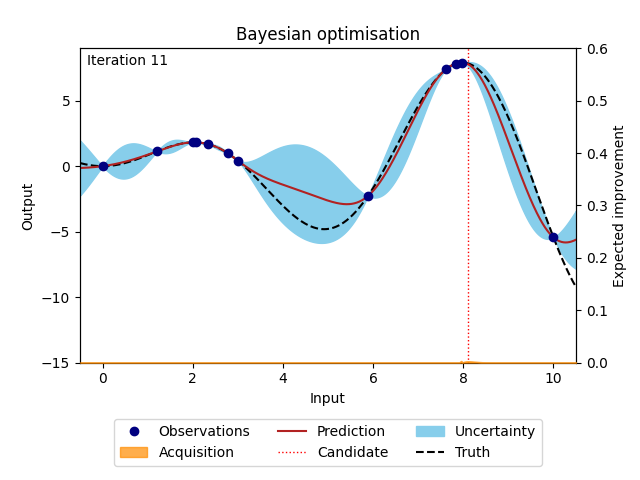 Bayesian optimisation
Iteration 11
Output
5
0
−5
−10
−15
0.6
0.5
0.4
0.3
0.2
0.1
0.0
Expected improvement
0 2 4 6 8 10
Input
Observations Prediction Uncertainty
Acquisition Candidate Truth